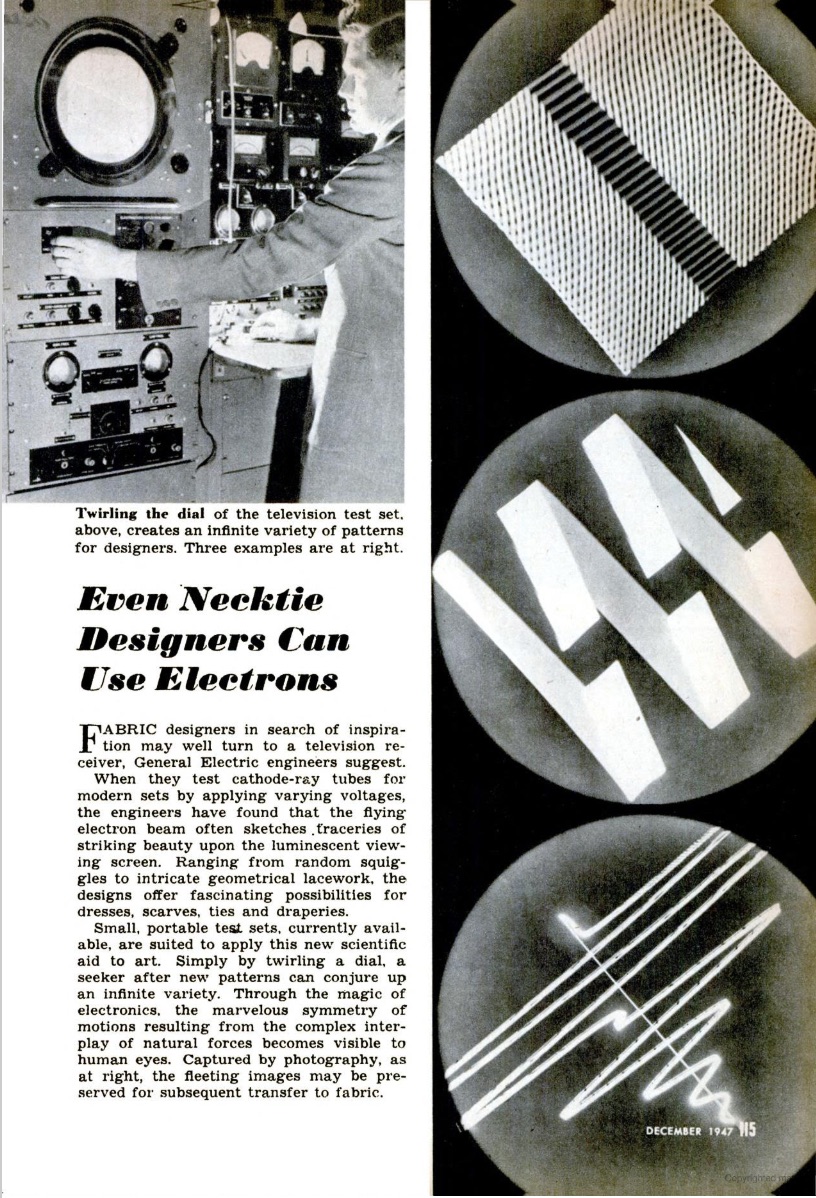 Twirling the dial of the television test set,
above, creates an infinite variety of patterns
for designers. Three examples are at right.
Even Necktie
Designers Can
Use Electrons
FABRIC designers in search of inspira-
tion may well turn to a television re-
ceiver, General Electric engineers suggest.
When they test cathode-ray tubes for
modern sets by applying varying voltages,
the engineers have found that the flying
electron beam often sketches traceries of
striking beauty upon the luminescent view-
ing screen. Ranging from random squig-
gles to intricate geometrical lacework, the
designs offer fascinating possibilities for
dresses, scarves, ties and draperies.
Small, portable test sets, currently avail-
able, are suited to apply this new scientific
aid to art. Simply by twirling a dial, a
seeker after new patterns can conjure up
an infinite variety. Through the magic of
electronics, the marvelous symmetry of
motions resulting from the complex inter-
play of natural forces becomes visible to
human eyes. Captured by photography, as
at right, the fleeting images may be pre-
served for subsequent transfer to fabric.
DECEMBER 1947 115
Copyrighted